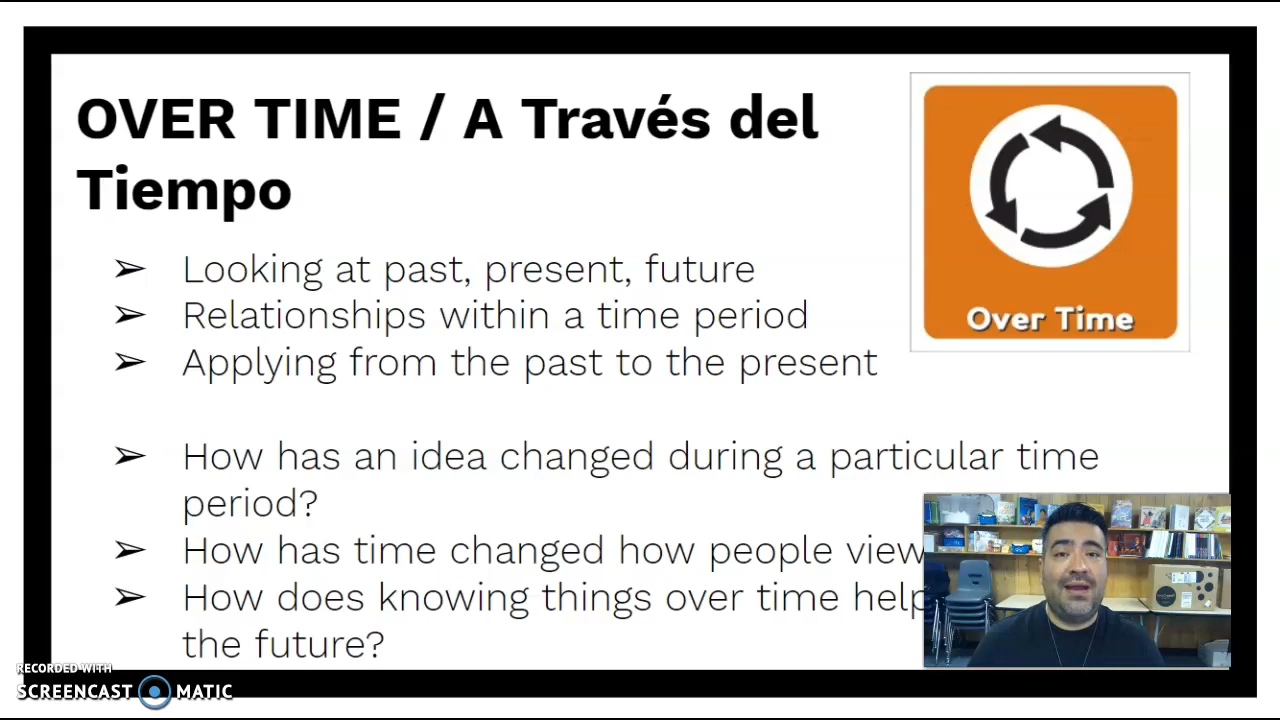 OVER TIME / A Través del
Tiempo
Over Time
➢ Looking at past, present, future
➢ Relationships within a time period
➢ Applying from the past to the present
➢ How has an idea changed during a particular time
period?
➢ How has time changed how people view
➢ How does knowing things over time help
the future?
RECORDED WITH
SCREENCAST MATIC